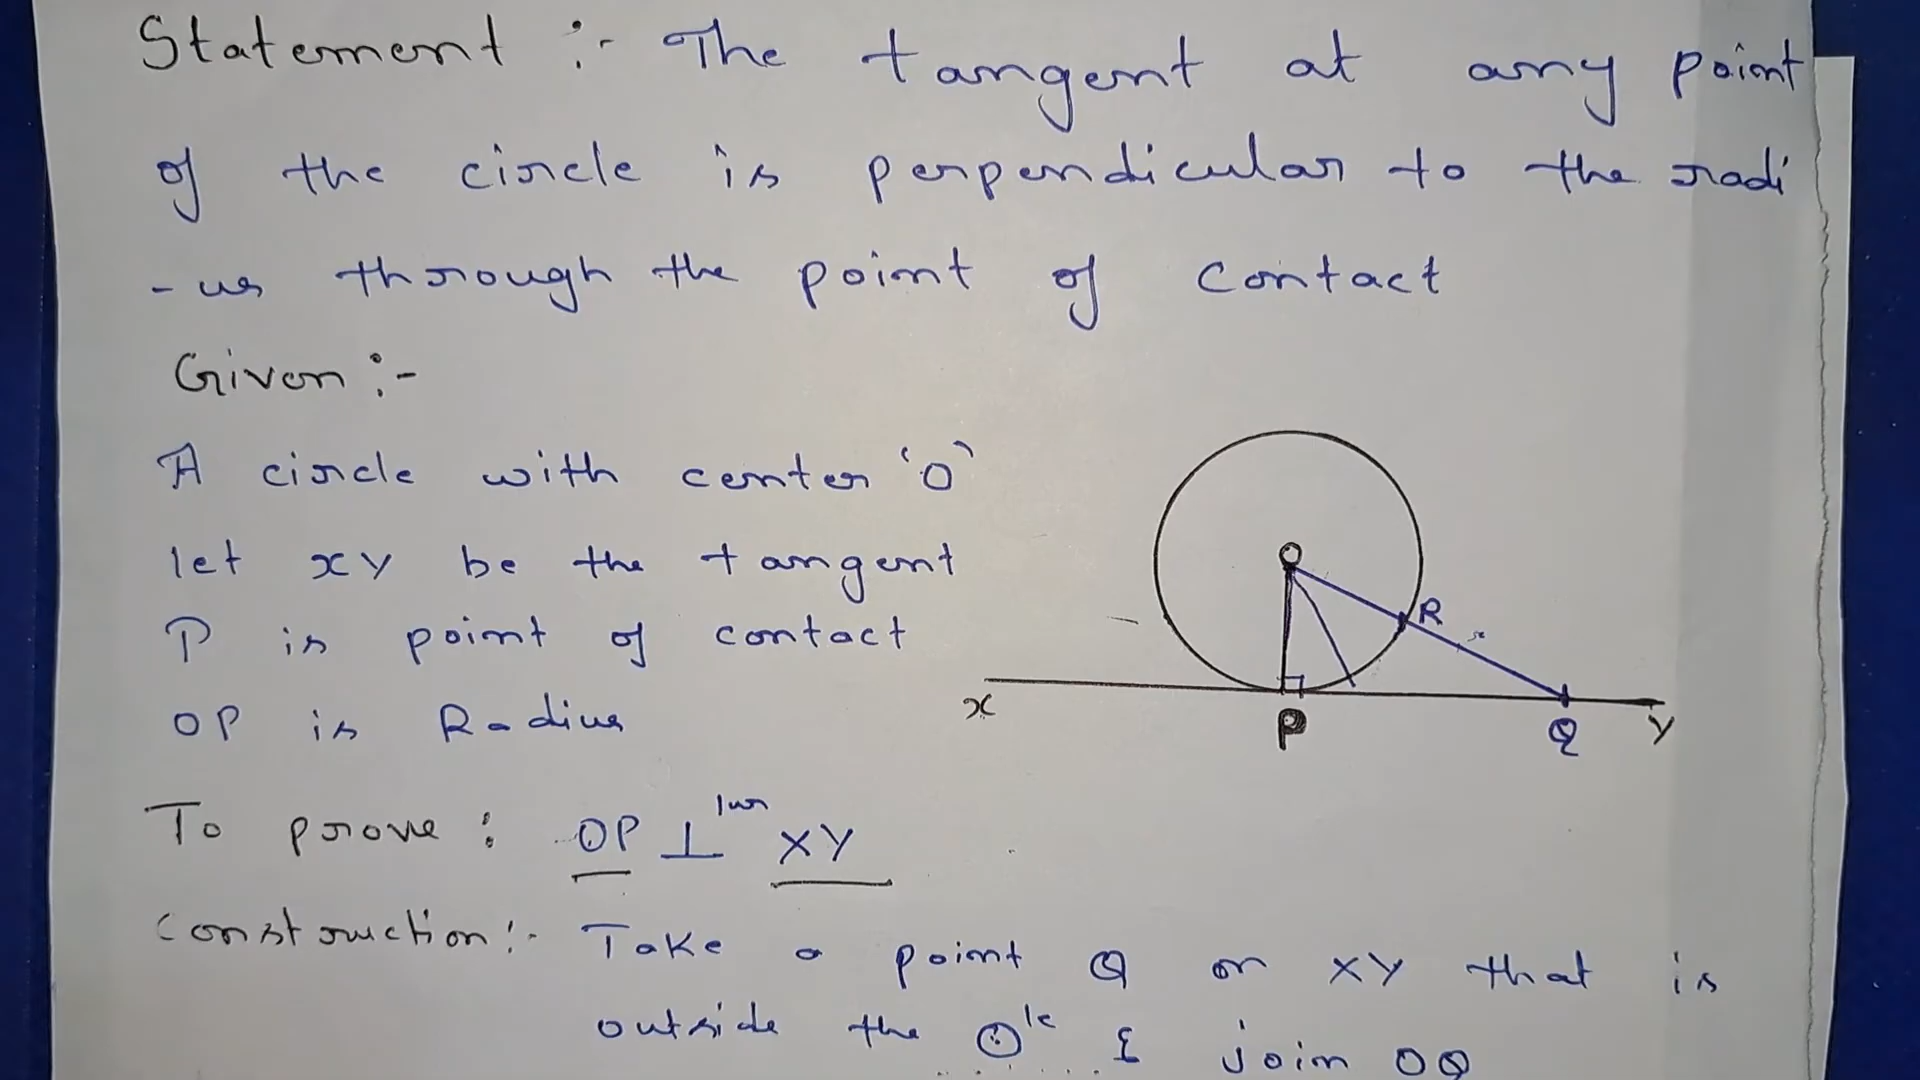 Statement :- The tangent at any point
of the circle is perpendicular to the radi
- us through the point of contact
Given :-
A circle with center 'O'
let xy be the tangent
P is point of contact
OP is Radius
To prove : OP ⊥lar XY
Construction :- Take a point Q on XY that is
outside the ⊙le & join OQ
O
R
x
P
Q
y